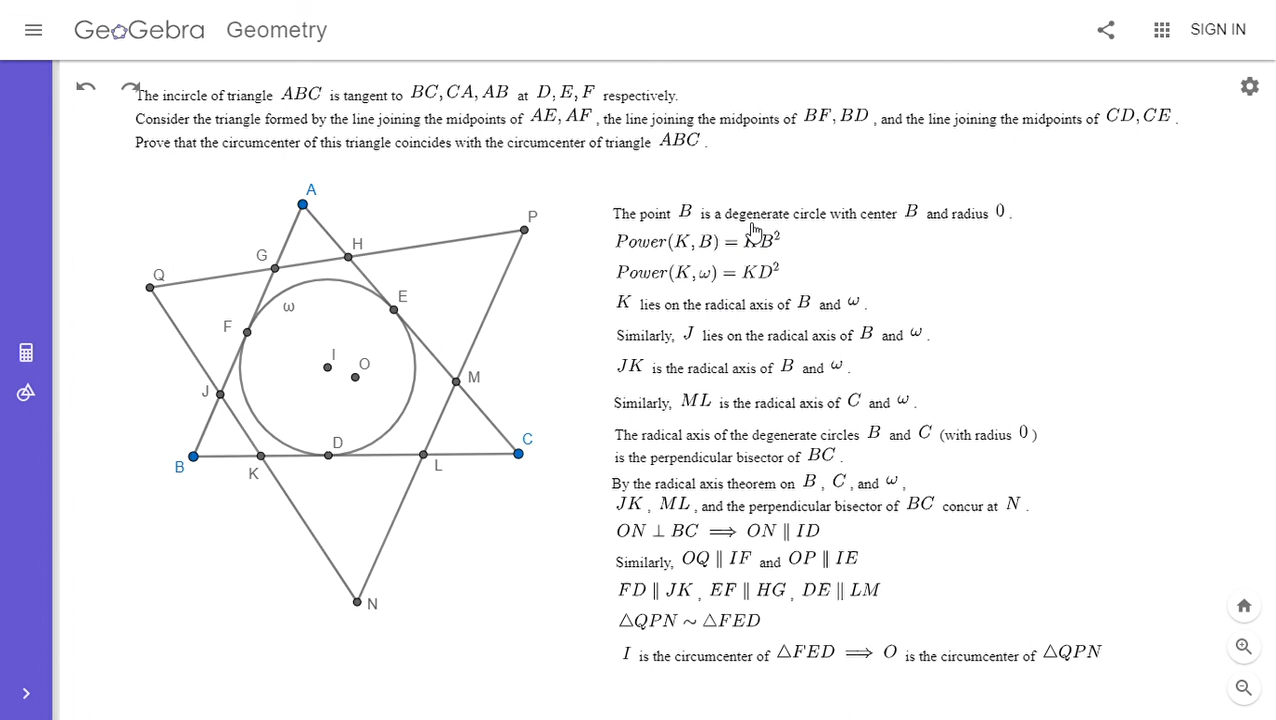 GeoGebra Geometry SIGN IN
The incircle of triangle ABC is tangent to BC, CA, AB at D, E, F respectively.
Consider the triangle formed by the line joining the midpoints of AE, AF , the line joining the midpoints of BF, BD , and the line joining the midpoints of CD, CE .
Prove that the circumcenter of this triangle coincides with the circumcenter of triangle ABC .
A
P
H
G
Q
E
ω
F
I
O
M
J
D
C
B
K
L
N
The point B is a degenerate circle with center B and radius 0 .
Power(K, B) = KB²
Power(K, ω) = KD²
K lies on the radical axis of B and ω .
Similarly, J lies on the radical axis of B and ω .
JK is the radical axis of B and ω .
Similarly, ML is the radical axis of C and ω .
The radical axis of the degenerate circles B and C (with radius 0 )
is the perpendicular bisector of BC .
By the radical axis theorem on B , C , and ω ,
JK , ML , and the perpendicular bisector of BC concur at N .
ON ⊥ BC ⟹ ON ∥ ID
Similarly, OQ ∥ IF and OP ∥ IE
FD ∥ JK , EF ∥ HG , DE ∥ LM
△QPN ∼ △FED
I is the circumcenter of △FED ⟹ O is the circumcenter of △QPN